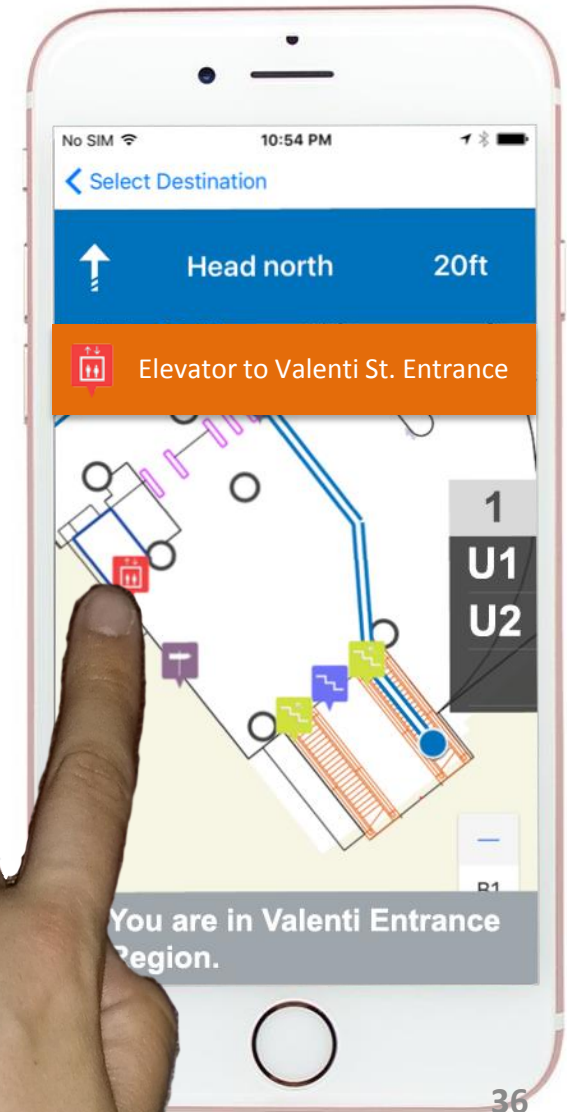 No SIM 10:54 PM
Select Destination
Head north 20ft
Elevator to Valenti St. Entrance
1
U1
U2
B1
You are in Valenti Entrance
Region.
36